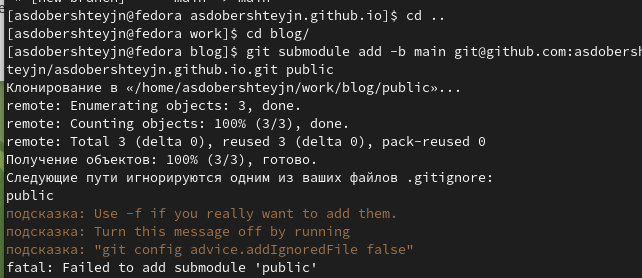 [asdobershteyjn@fedora asdobershteyjn.github.io]$ cd ..
[asdobershteyjn@fedora work]$ cd blog/
[asdobershteyjn@fedora blog]$ git submodule add -b main git@github.com:asdobersh
teyjn/asdobershteyjn.github.io.git public
Клонирование в «/home/asdobershteyjn/work/blog/public»...
remote: Enumerating objects: 3, done.
remote: Counting objects: 100% (3/3), done.
remote: Total 3 (delta 0), reused 3 (delta 0), pack-reused 0
Получение объектов: 100% (3/3), готово.
Следующие пути игнорируются одним из ваших файлов .gitignore:
public
подсказка: Use -f if you really want to add them.
подсказка: Turn this message off by running
подсказка: "git config advice.addIgnoredFile false"
fatal: Failed to add submodule 'public'